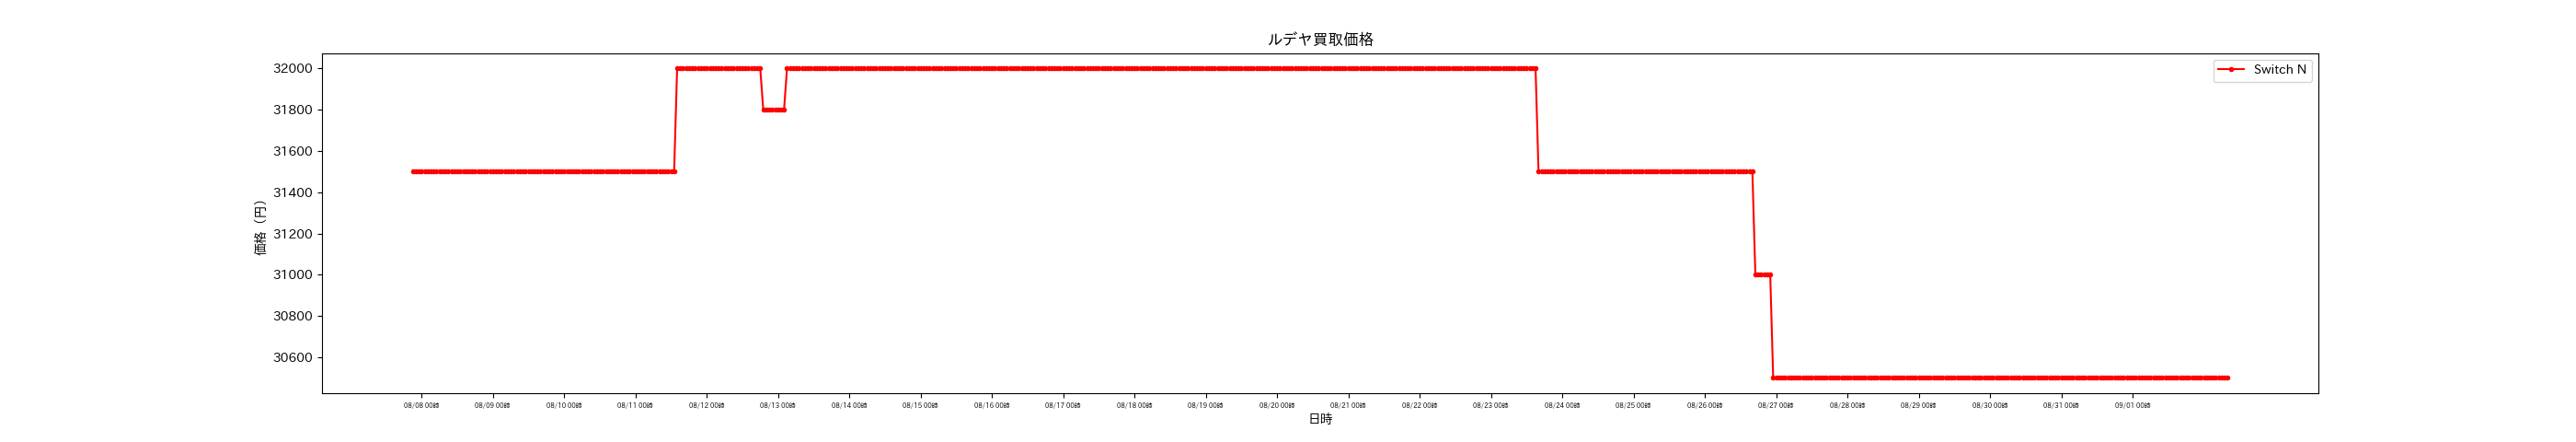 ルデヤ買取価格
Switch N
32000
31800
31600
31400
31200
31000
30800
30600
価格（円）
08/08 00時
08/09 00時
08/10 00時
08/11 00時
08/12 00時
08/13 00時
08/14 00時
08/15 00時
08/16 00時
08/17 00時
08/18 00時
08/19 00時
08/20 00時
08/21 00時
08/22 00時
08/23 00時
08/24 00時
08/25 00時
08/26 00時
08/27 00時
08/28 00時
08/29 00時
08/30 00時
08/31 00時
09/01 00時
日時